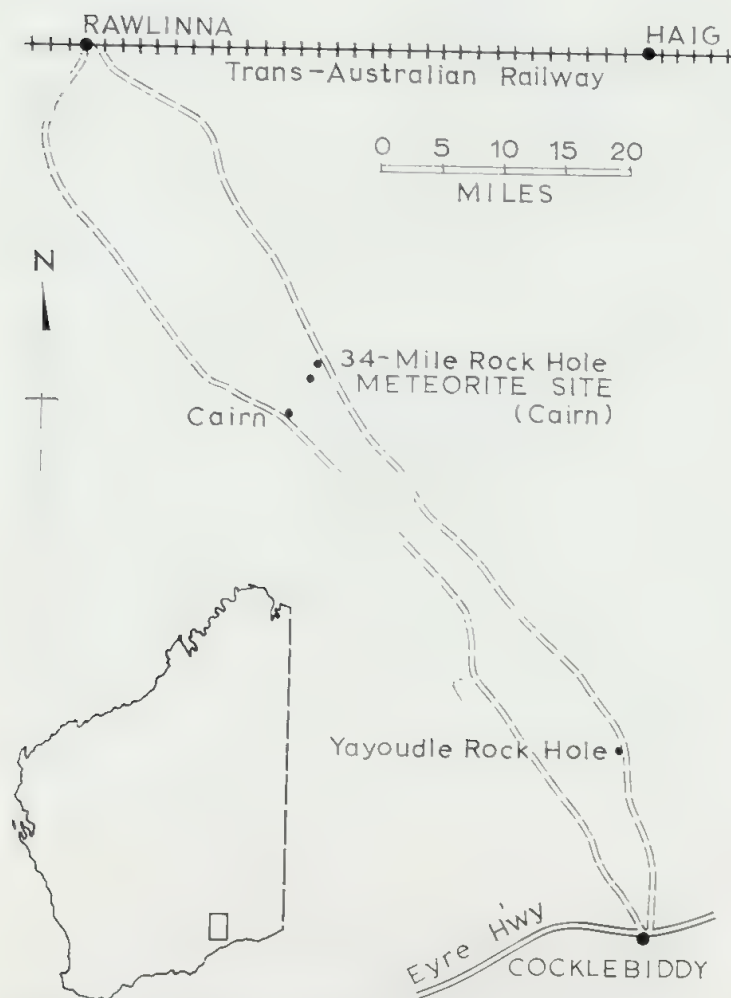 RAWLINNA
HAIG
Trans-Australian Railway
0 5 10 15 20
MILES
N
34-Mile Rock Hole
METEORITE SITE
(Cairn)
Cairn
Yayoudle Rock Hole
Eyre Hwy
COCKLEBIDDY